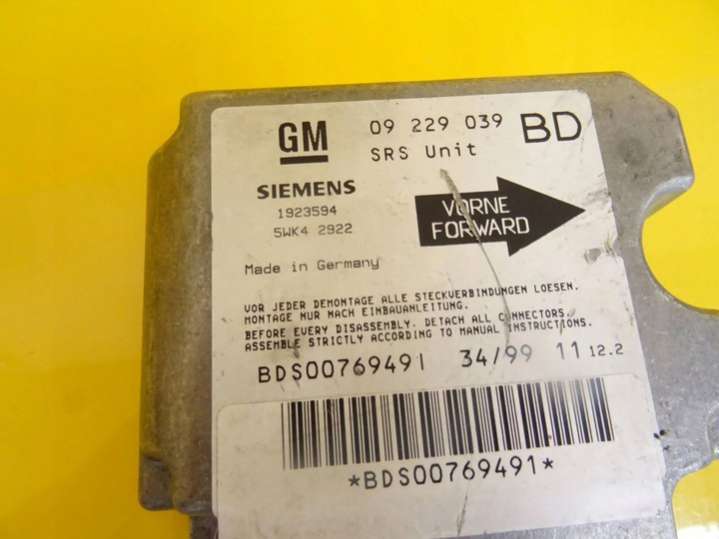 GM 09 229 039 BD
SRS Unit
SIEMENS
1923594
5WK4 2922
VORNE
FORWARD
Made in Germany
VOR JEDER DEMONTAGE ALLE STECKVERBINDUNGEN LOESEN.
MONTAGE NUR NACH EINBAUANLEITUNG.
BEFORE EVERY DISASSEMBLY. DETACH ALL CONNECTORS.
ASSEMBLE STRICTLY ACCORDING TO MANUAL INSTRUCTIONS.
BDS00769491 34/99 11 12.2
*BDS00769491*